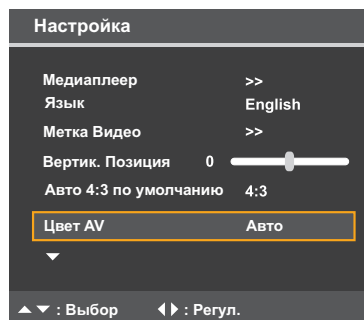 Настройка
Медиаплеер >>
Язык English
Метка Видео >>
Вертик. Позиция 0
Авто 4:3 по умолчанию 4:3
Цвет AV Авто
: Выбор : Регул.